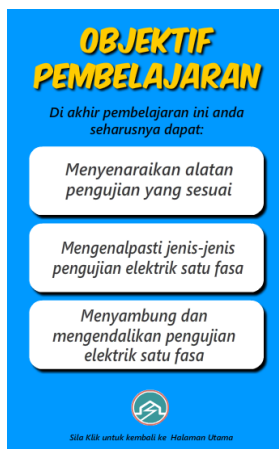 OBJEKTIF
PEMBELAJARAN
Di akhir pembelajaran ini anda
seharusnya dapat:
Menyenaraikan alatan
pengujian yang sesuai
Mengenalpasti jenis-jenis
pengujian elektrik satu fasa
Menyambung dan
mengendalikan pengujian
elektrik satu fasa
Sila Klik untuk kembali ke Halaman Utama